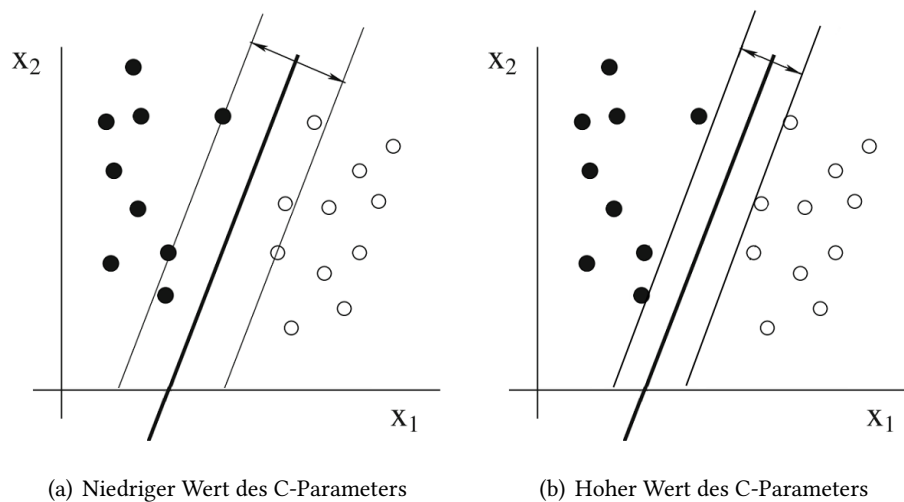 X2
X1
(a) Niedriger Wert des C-Parameters
X2
X1
(b) Hoher Wert des C-Parameters